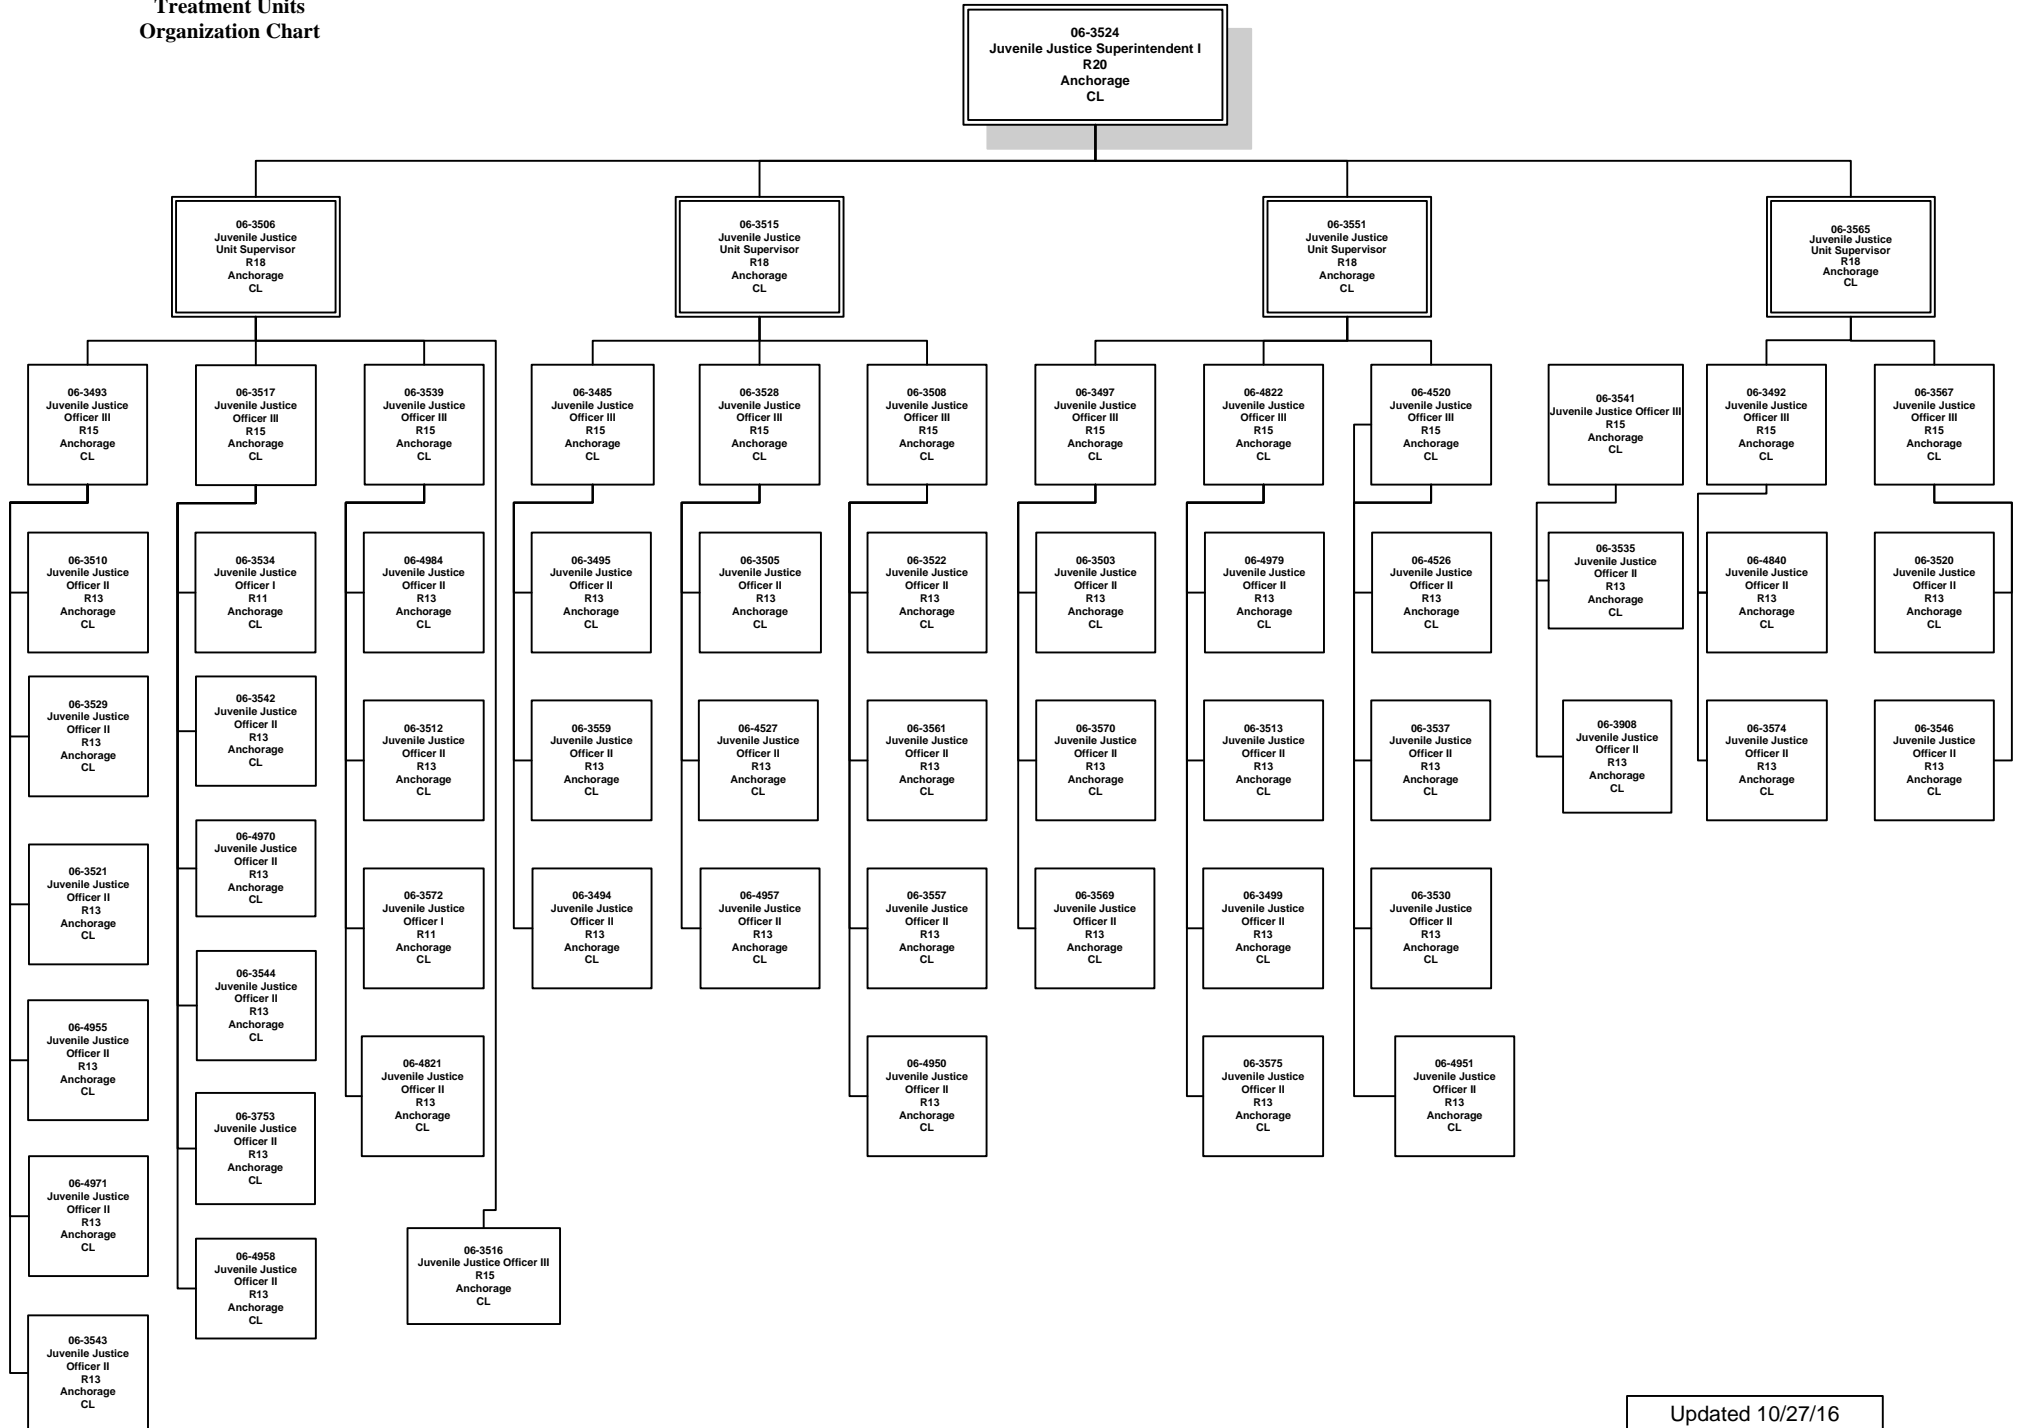 Treatment Units
Organization Chart
06-3524
Juvenile Justice Superintendent I
R20
Anchorage
CL
06-3506
Juvenile Justice
Unit Supervisor
R18
Anchorage
CL
06-3515
Juvenile Justice
Unit Supervisor
R18
Anchorage
CL
06-3551
Juvenile Justice
Unit Supervisor
R18
Anchorage
CL
06-3565
Juvenile Justice
Unit Supervisor
R18
Anchorage
CL
06-3493
Juvenile Justice
Officer III
R15
Anchorage
CL
06-3517
Juvenile Justice
Officer III
R15
Anchorage
CL
06-3539
Juvenile Justice
Officer III
R15
Anchorage
CL
06-3485
Juvenile Justice
Officer III
R15
Anchorage
CL
06-3528
Juvenile Justice
Officer III
R15
Anchorage
CL
06-3508
Juvenile Justice
Officer III
R15
Anchorage
CL
06-3497
Juvenile Justice
Officer III
R15
Anchorage
CL
06-4822
Juvenile Justice
Officer III
R15
Anchorage
CL
06-4520
Juvenile Justice
Officer III
R15
Anchorage
CL
06-3541
Juvenile Justice Officer III
R15
Anchorage
CL
06-3492
Juvenile Justice
Officer III
R15
Anchorage
CL
06-3567
Juvenile Justice
Officer III
R15
Anchorage
CL
06-3510
Juvenile Justice
Officer II
R13
Anchorage
CL
06-3534
Juvenile Justice
Officer I
R11
Anchorage
CL
06-4984
Juvenile Justice
Officer II
R13
Anchorage
CL
06-3495
Juvenile Justice
Officer II
R13
Anchorage
CL
06-3505
Juvenile Justice
Officer II
R13
Anchorage
CL
06-3522
Juvenile Justice
Officer II
R13
Anchorage
CL
06-3503
Juvenile Justice
Officer II
R13
Anchorage
CL
06-4979
Juvenile Justice
Officer II
R13
Anchorage
CL
06-4526
Juvenile Justice
Officer II
R13
Anchorage
CL
06-3535
Juvenile Justice
Officer II
R13
Anchorage
CL
06-4840
Juvenile Justice
Officer II
R13
Anchorage
CL
06-3520
Juvenile Justice
Officer II
R13
Anchorage
CL
06-3529
Juvenile Justice
Officer II
R13
Anchorage
CL
06-3542
Juvenile Justice
Officer II
R13
Anchorage
CL
06-3512
Juvenile Justice
Officer II
R13
Anchorage
CL
06-3559
Juvenile Justice
Officer II
R13
Anchorage
CL
06-4527
Juvenile Justice
Officer II
R13
Anchorage
CL
06-3561
Juvenile Justice
Officer II
R13
Anchorage
CL
06-3570
Juvenile Justice
Officer II
R13
Anchorage
CL
06-3513
Juvenile Justice
Officer II
R13
Anchorage
CL
06-3537
Juvenile Justice
Officer II
R13
Anchorage
CL
06-3908
Juvenile Justice
Officer II
R13
Anchorage
CL
06-3574
Juvenile Justice
Officer II
R13
Anchorage
CL
06-3546
Juvenile Justice
Officer II
R13
Anchorage
CL
06-3521
Juvenile Justice
Officer II
R13
Anchorage
CL
06-4970
Juvenile Justice
Officer II
R13
Anchorage
CL
06-3572
Juvenile Justice
Officer I
R11
Anchorage
CL
06-3494
Juvenile Justice
Officer II
R13
Anchorage
CL
06-4957
Juvenile Justice
Officer II
R13
Anchorage
CL
06-3557
Juvenile Justice
Officer II
R13
Anchorage
CL
06-3569
Juvenile Justice
Officer II
R13
Anchorage
CL
06-3499
Juvenile Justice
Officer II
R13
Anchorage
CL
06-3530
Juvenile Justice
Officer II
R13
Anchorage
CL
06-4955
Juvenile Justice
Officer II
R13
Anchorage
CL
06-3544
Juvenile Justice
Officer II
R13
Anchorage
CL
06-4821
Juvenile Justice
Officer II
R13
Anchorage
CL
06-4950
Juvenile Justice
Officer II
R13
Anchorage
CL
06-3575
Juvenile Justice
Officer II
R13
Anchorage
CL
06-4951
Juvenile Justice
Officer II
R13
Anchorage
CL
06-4971
Juvenile Justice
Officer II
R13
Anchorage
CL
06-3753
Juvenile Justice
Officer II
R13
Anchorage
CL
06-4958
Juvenile Justice
Officer II
R13
Anchorage
CL
06-3516
Juvenile Justice Officer III
R15
Anchorage
CL
06-3543
Juvenile Justice
Officer II
R13
Anchorage
CL
Updated 10/27/16